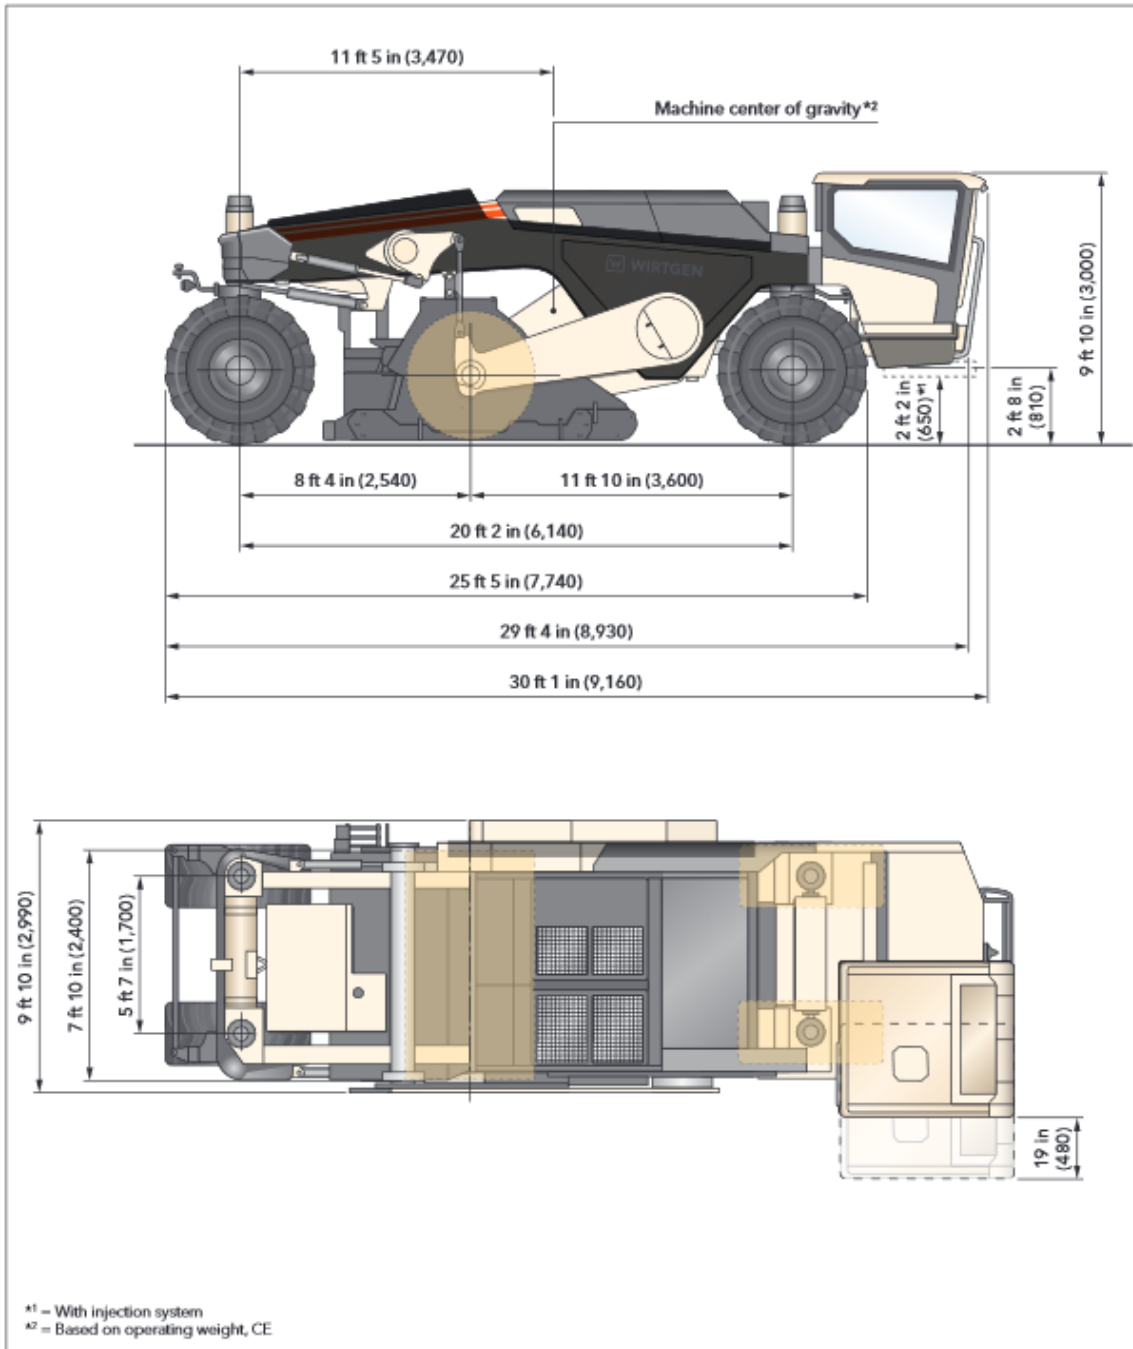 11 ft 5 in (3,470)
Machine center of gravity*2
W WIRTGEN
9 ft 10 in (3,000)
2 ft 2 in
(650)*1
2 ft 8 in
(810)
8 ft 4 in (2,540)
11 ft 10 in (3,600)
20 ft 2 in (6,140)
25 ft 5 in (7,740)
29 ft 4 in (8,930)
30 ft 1 in (9,160)
9 ft 10 in (2,990)
7 ft 10 in (2,400)
5 ft 7 in (1,700)
19 in
(480)
*1 = With injection system
*2 = Based on operating weight, CE